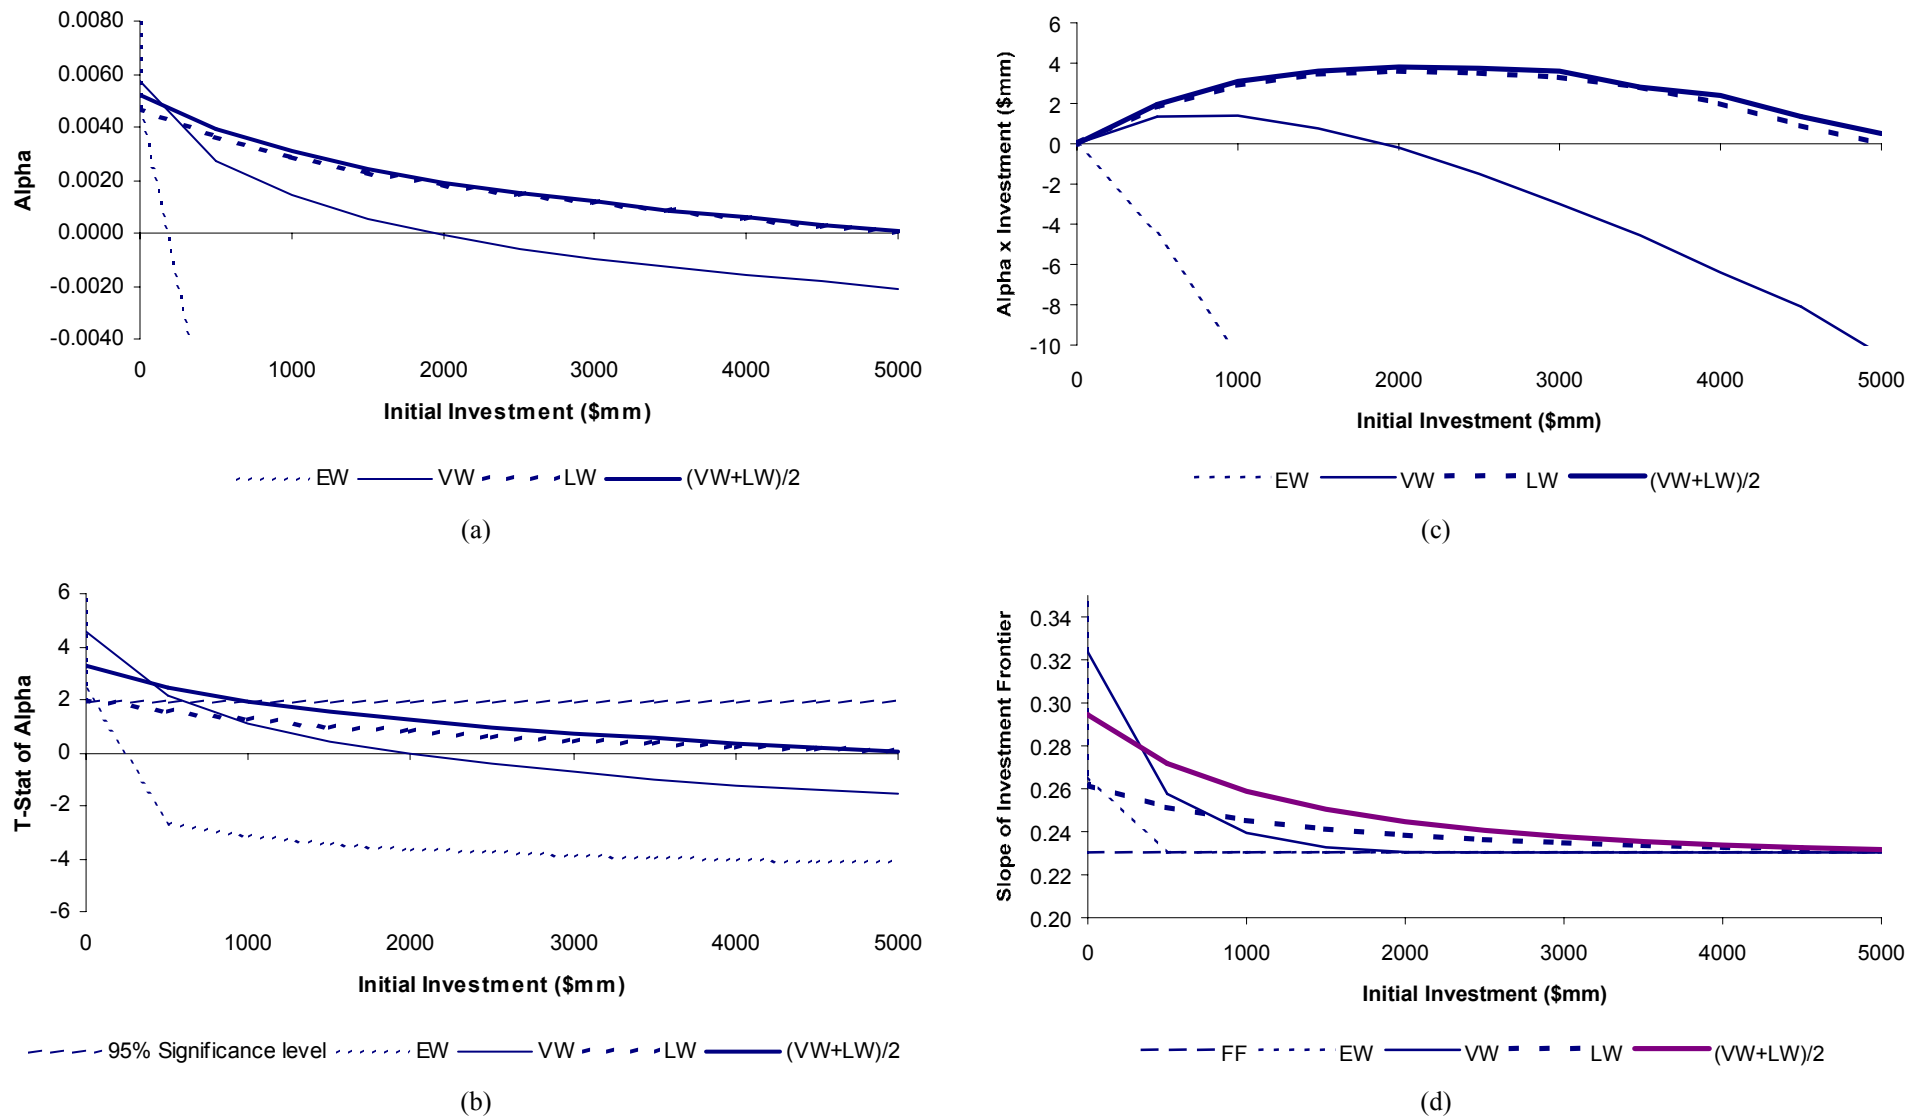 0.0080
0.0060
0.0040
0.0020
0.0000
-0.0020
-0.0040
Alpha
0 1000 2000 3000 4000 5000
Initial Investment ($mm)
EW VW LW (VW+LW)/2
(a)
6
4
2
0
-2
-4
-6
-8
-10
Alpha x Investment ($mm)
0 1000 2000 3000 4000 5000
Initial Investment ($mm)
EW VW LW (VW+LW)/2
(c)
6
4
2
0
-2
-4
-6
T-Stat of Alpha
0 1000 2000 3000 4000 5000
Initial Investment ($mm)
95% Significance level EW VW LW (VW+LW)/2
(b)
0.34
0.32
0.30
0.28
0.26
0.24
0.22
0.20
Slope of Investment Frontier
0 1000 2000 3000 4000 5000
Initial Investment ($mm)
FF EW VW LW (VW+LW)/2
(d)